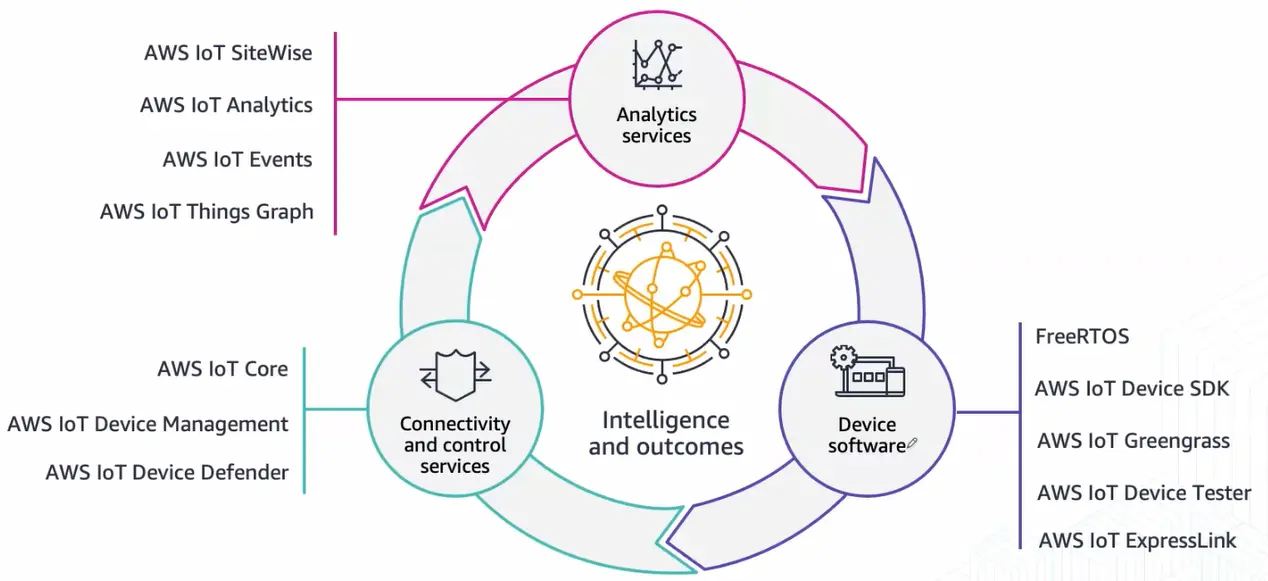 AWS IoT SiteWise
AWS IoT Analytics
AWS IoT Events
AWS IoT Things Graph
Analytics
services
AWS IoT Core
AWS IoT Device Management
AWS IoT Device Defender
Connectivity
and control
services
Intelligence
and outcomes
Device
software
FreeRTOS
AWS IoT Device SDK
AWS IoT Greengrass
AWS IoT Device Tester
AWS IoT ExpressLink